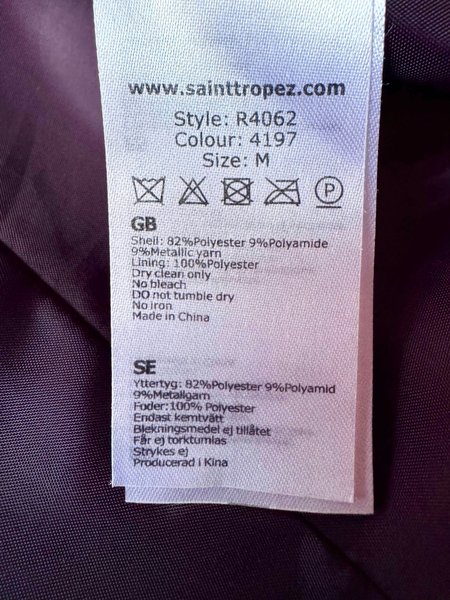 www.sainttropez.com
Style: R4062
Colour: 4197
Size: M
P
GB
Shell: 82%Polyester 9%Polyamide
9%Metallic yarn
Lining: 100%Polyester
Dry clean only
No bleach
DO not tumble dry
No iron
Made in China
SE
Yttertyg: 82%Polyester 9%Polyamid
9%Metallgarn
Foder:100% Polyester
Endast kemtvätt
Blekningsmedel ej tillåtet
Får ej torktumlas
Strykes ej
Producerad i Kina